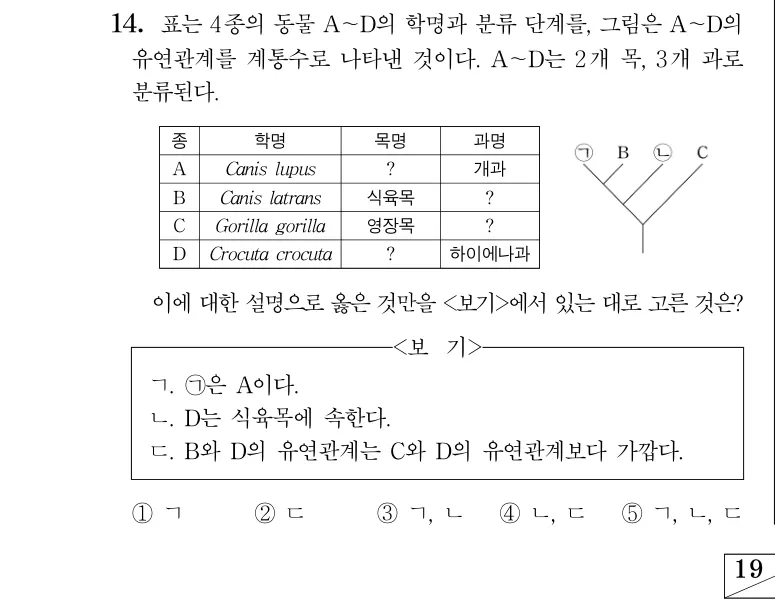 14. 표는 4종의 동물 A~D의 학명과 분류 단계를, 그림은 A~D의
유연관계를 계통수로 나타낸 것이다. A~D는 2개 목, 3개 과로
분류된다.
종 학명 목명 과명
A Canis lupus ? 개과
B Canis latrans 식육목 ?
C Gorilla gorilla 영장목 ?
D Crocuta crocuta ? 하이에나과
㉠ B ㉡ C
이에 대한 설명으로 옳은 것만을 <보기>에서 있는 대로 고른 것은?
<보 기>
ㄱ. ㉠은 A이다.
ㄴ. D는 식육목에 속한다.
ㄷ. B와 D의 유연관계는 C와 D의 유연관계보다 가깝다.
① ㄱ ② ㄷ ③ ㄱ, ㄴ ④ ㄴ, ㄷ ⑤ ㄱ, ㄴ, ㄷ
19